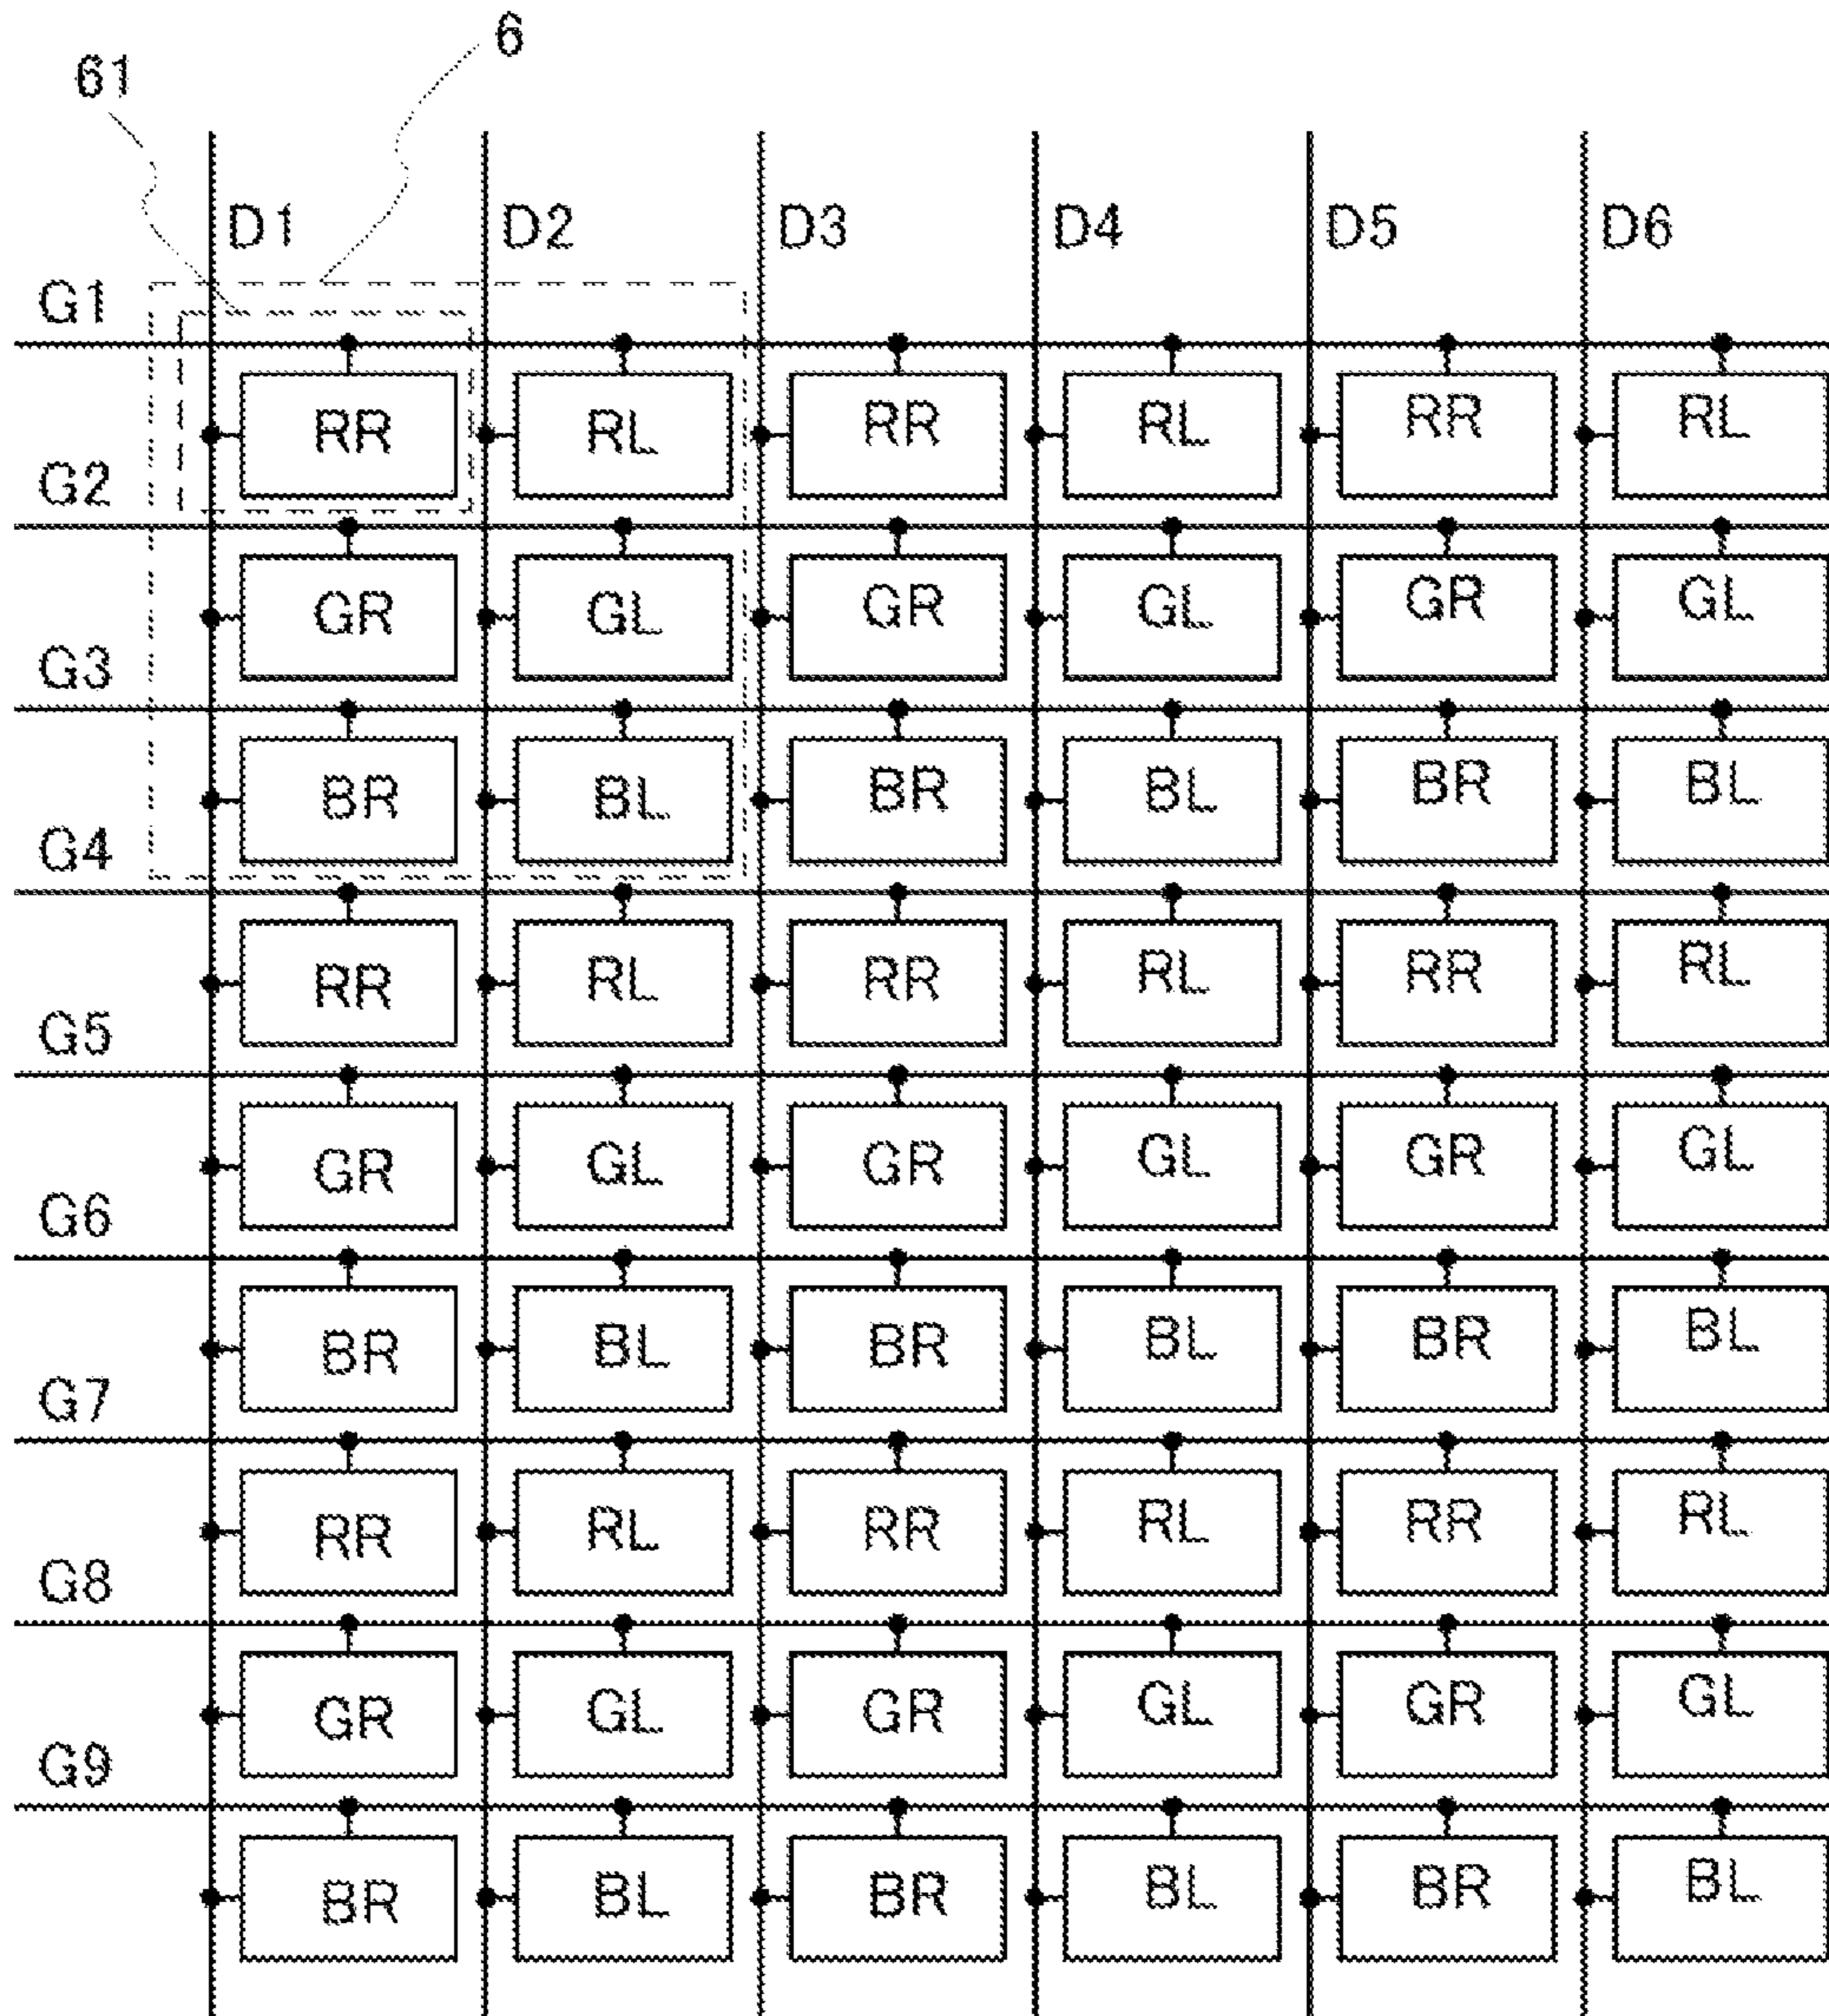 6
61
D1 D2 D3 D4 D5 D6
G1
RR RL RR RL RR RL
G2
GR GL GR GL GR GL
G3
BR BL BR BL BR BL
G4
RR RL RR RL RR RL
G5
GR GL GR GL GR GL
G6
BR BL BR BL BR BL
G7
RR RL RR RL RR RL
G8
GR GL GR GL GR GL
G9
BR BL BR BL BR BL